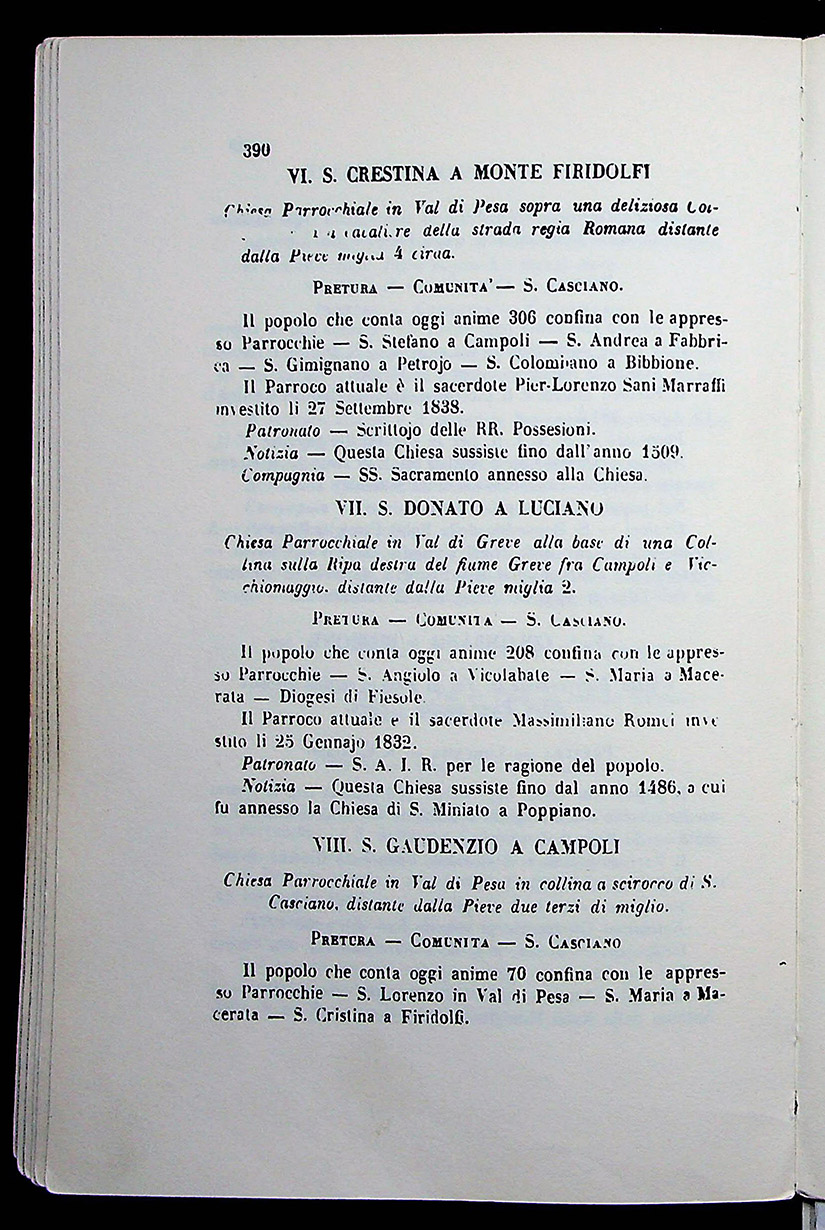 390
VI. S. CRESTINA A MONTE FIRIDOLFI
Chiesa Parrocchiale in Val di Pesa sopra una deliziosa Col-
della strada regia Romana distante
dalla Pieve miglia 4 cirua.
PRETURA — COMUNITA' — S. CASCIANO.
Il popolo che conta oggi anime 306 confina con le appres-
so Parrocchie — S. Stefano a Campoli — S. Andrea a Fabbri-
ca — S. Gimignano a Petrojo — S. Colombano a Bibbione.
Il Parroco attuale è il sacerdote Pier-Lorenzo Sani Marraffi
investito li 27 Settembre 1838.
Patronato — Scrittojo delle RR. Possesioni.
Notizia — Questa Chiesa sussiste fino dall'anno 1509.
Compagnia — SS. Sacramento annesso alla Chiesa.
VII. S. DONATO A LUCIANO
Chiesa Parrocchiale in Val di Greve alla base di una Col-
lina sulla Ripa destra del fiume Greve fra Campoli e Vic-
chiomaggio. distante dalla Pieve miglia 2.
PRETURA — COMUNITA — S. CASCIANO.
Il popolo che conta oggi anime 208 confina con le appres-
so Parrocchie — S. Angiolo a Vicolabate — S. Maria a Mace-
rata — Diogesi di Fiesole.
Il Parroco attuale e il sacerdote Massimiliano Romei inve
stito li 25 Gennajo 1832.
Patronato — S. A. I. R. per le ragione del popolo.
Notizia — Questa Chiesa sussiste fino dal anno 1486, a cui
fu annesso la Chiesa di S. Miniato a Poppiano.
VIII. S. GAUDENZIO A CAMPOLI
Chiesa Parrocchiale in Val di Pesa in collina a scirocco di S.
Casciano, distante dalla Pieve due terzi di miglio.
PRETURA — COMUNITA — S. CASCIANO
Il popolo che conta oggi anime 70 confina con le appres-
so Parrocchie — S. Lorenzo in Val di Pesa — S. Maria a Ma-
cerata — S. Cristina a Firidolfi.